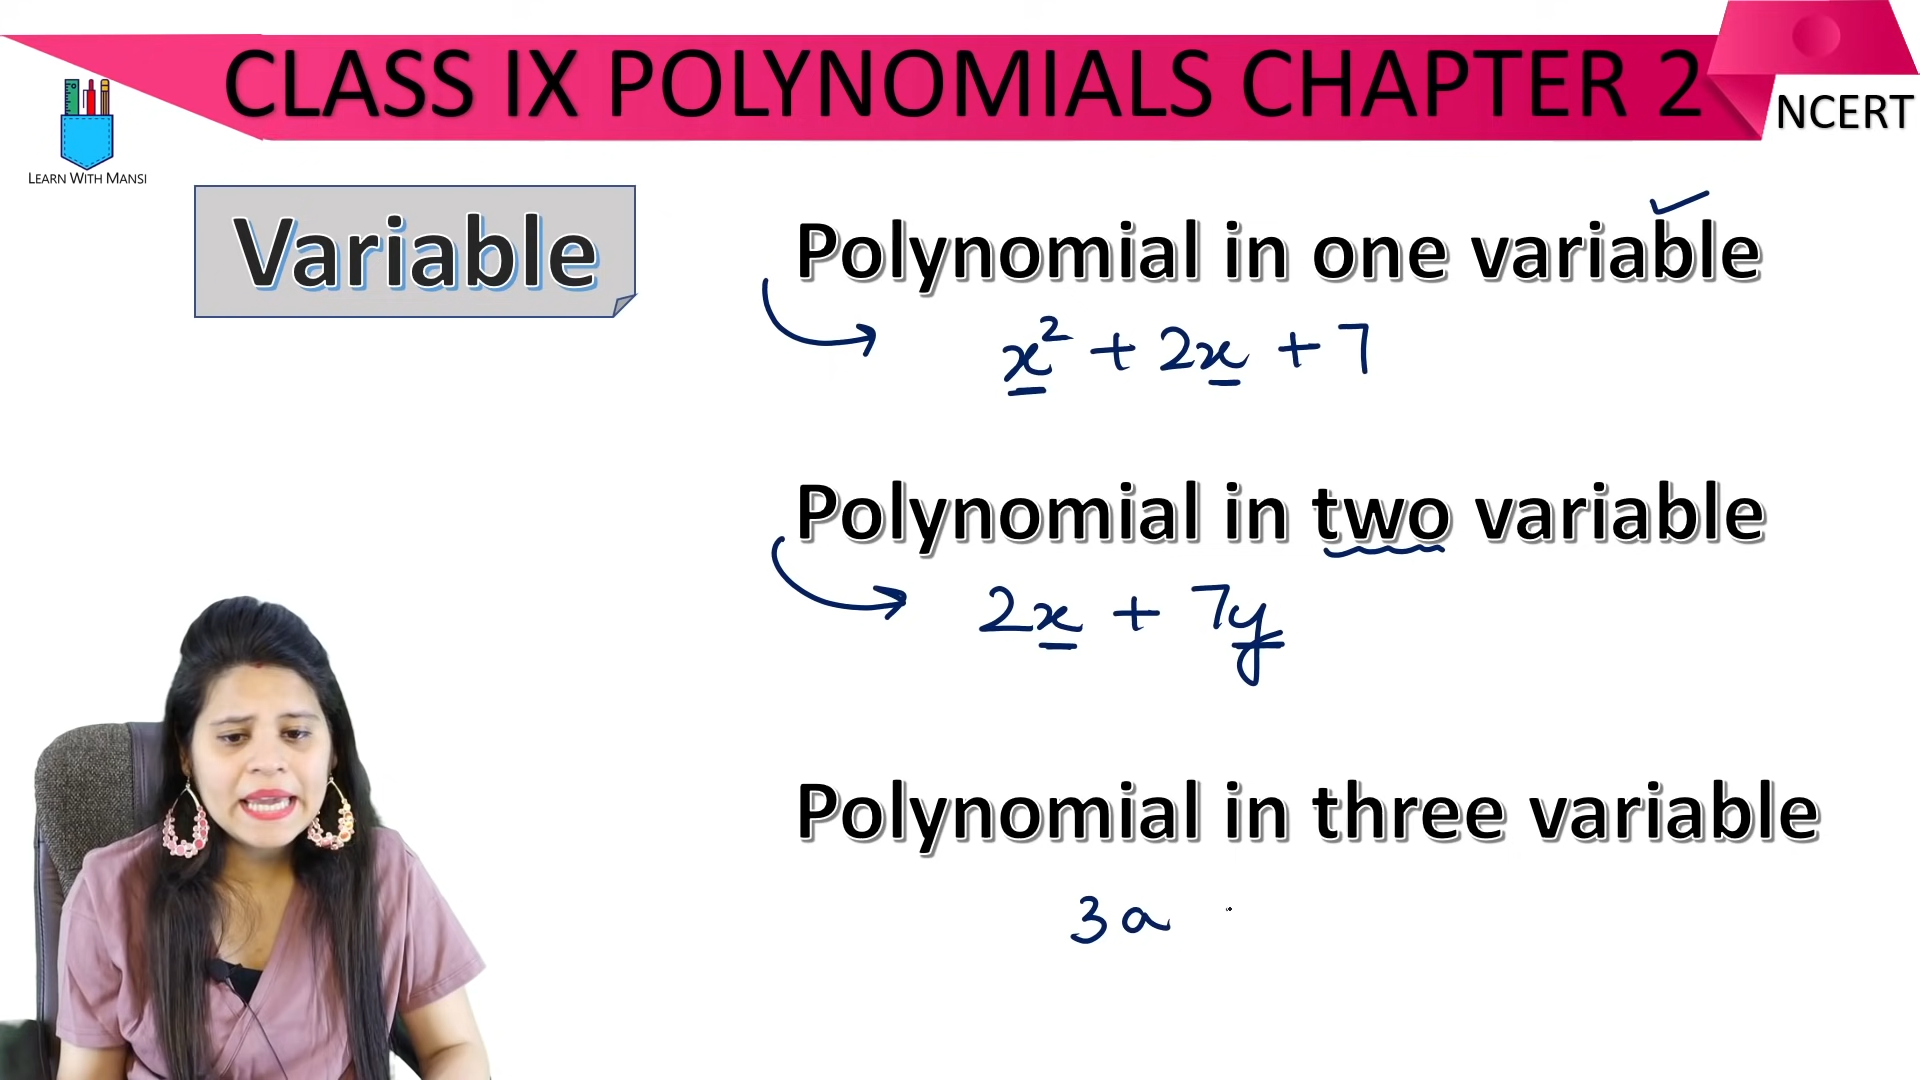 CLASS IX POLYNOMIALS CHAPTER 2
NCERT
LEARN WITH MANSI
Variable
Polynomial in one variable
x² + 2x + 7
Polynomial in two variable
2x + 7y
Polynomial in three variable
3a